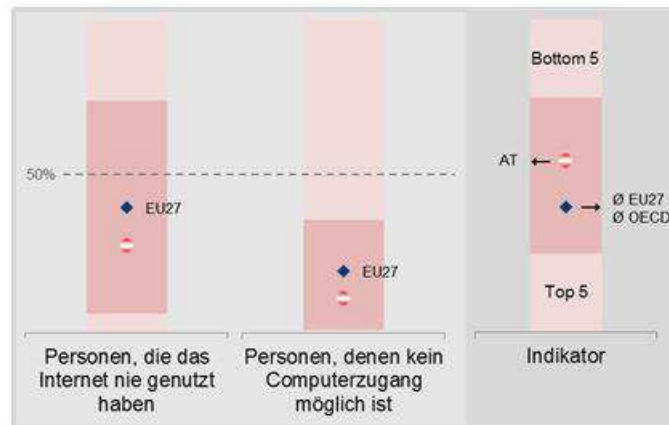 Bottom 5
AT
50%
EU27
Ø EU27
Ø OECD
EU27
Top 5
Personen, die das
Internet nie genutzt
haben
Personen, denen kein
Computerzugang
möglich ist
Indikator